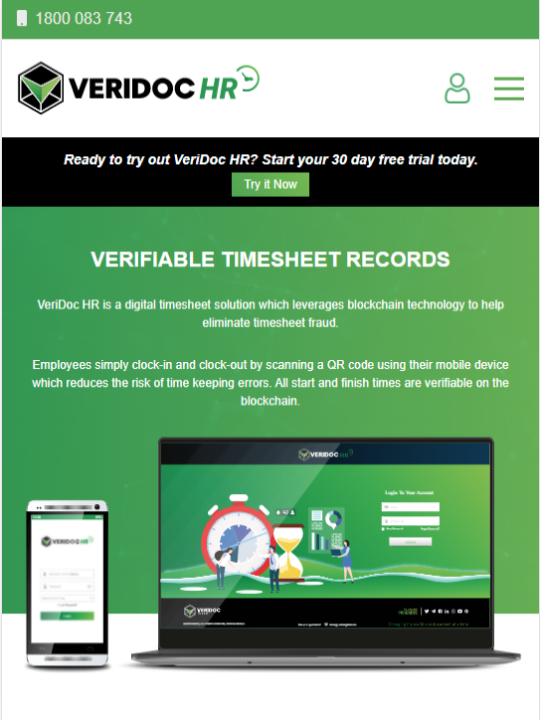 1800 083 743
VERIDOC HR
Ready to try out VeriDoc HR? Start your 30 day free trial today.
Try it Now
VERIFIABLE TIMESHEET RECORDS
VeriDoc HR is a digital timesheet solution which leverages blockchain technology to help
eliminate timesheet fraud.
Employees simply clock-in and clock-out by scanning a QR code using their mobile device
which reduces the risk of time keeping errors. All start and finish times are verifiable on the
blockchain.
VERIDOC HR
Login To Your Account
VERIDOC HR
VERIDOC